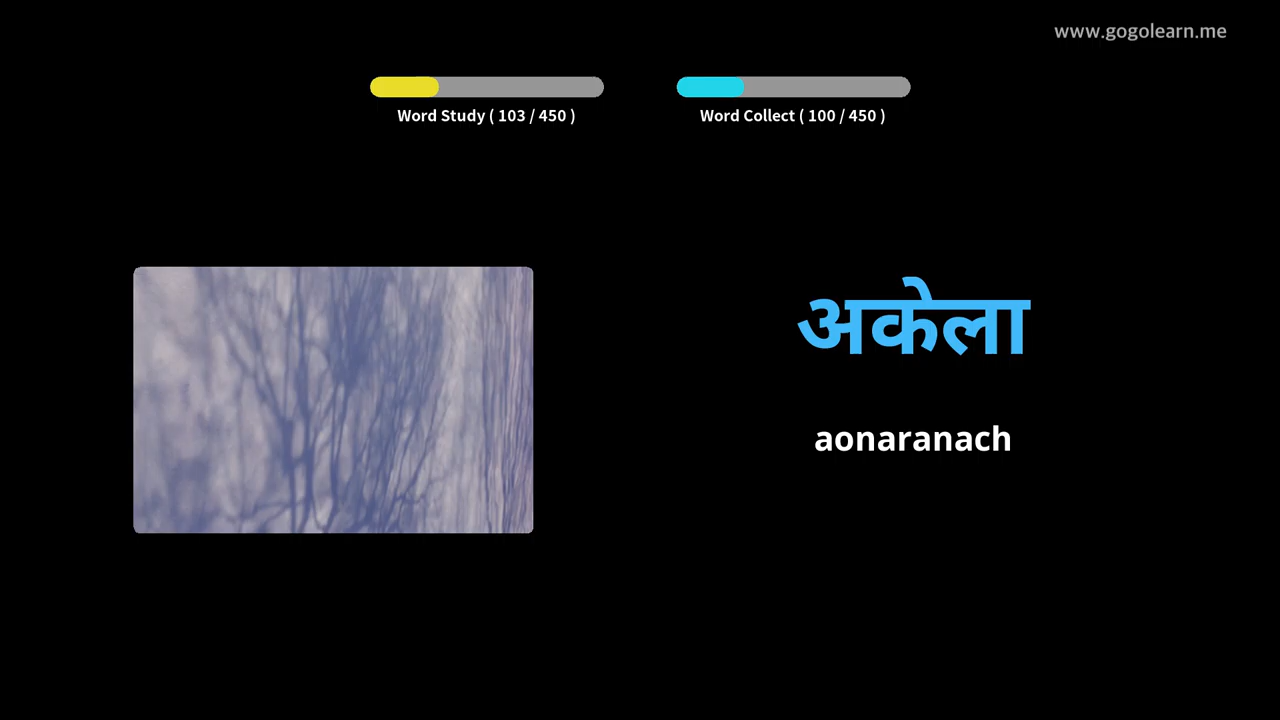 www.gogolearn.me
Word Study ( 103 / 450 )
Word Collect ( 100 / 450 )
अकेला
aonaranach